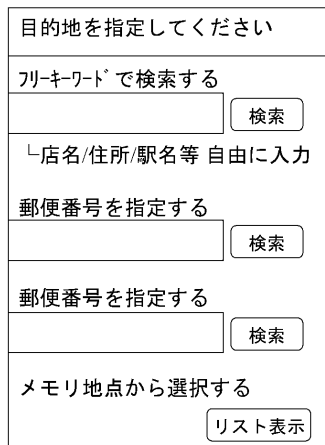 目的地を指定してください
ﾌﾘｰｷｰﾜｰﾄﾞで検索する
検索
└店名/住所/駅名等 自由に入力
郵便番号を指定する
検索
郵便番号を指定する
検索
メモリ地点から選択する
リスト表示